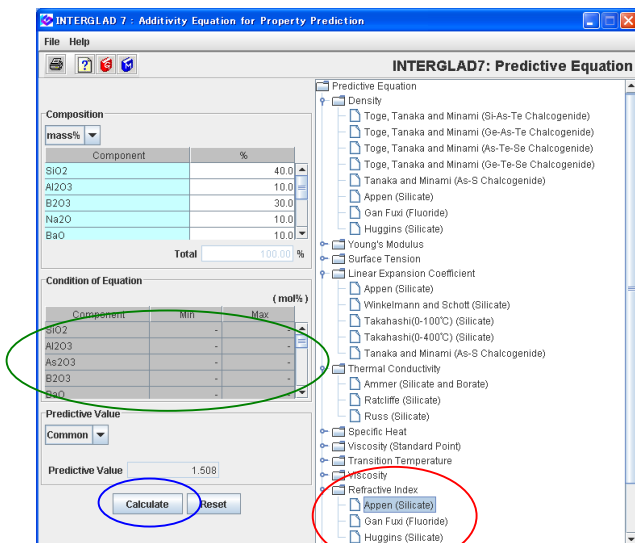 INTERGLAD 7 : Additivity Equation for Property Prediction
File Help
INTERGLAD7: Predictive Equation
Composition
mass%
Component %
SiO2 40.0
Al2O3 10.0
B2O3 30.0
Na2O 10.0
BaO 10.0
Total 100.00 %
Condition of Equation
( mol% )
Component Min Max
SiO2 - -
Al2O3 - -
As2O3 - -
B2O3 - -
BaO - -
Predictive Value
Common
Predictive Value 1.508
Calculate Reset
Predictive Equation
Density
Toge, Tanaka and Minami (Si-As-Te Chalcogenide)
Toge, Tanaka and Minami (Ge-As-Te Chalcogenide)
Toge, Tanaka and Minami (As-Te-Se Chalcogenide)
Toge, Tanaka and Minami (Ge-Te-Se Chalcogenide)
Tanaka and Minami (As-S Chalcogenide)
Appen (Silicate)
Gan Fuxi (Fluoride)
Huggins (Silicate)
Young's Modulus
Surface Tension
Linear Expansion Coefficient
Appen (Silicate)
Winkelmann and Schott (Silicate)
Takahashi(0-100℃) (Silicate)
Takahashi(0-400℃) (Silicate)
Tanaka and Minami (As-S Chalcogenide)
Thermal Conductivity
Ammer (Silicate and Borate)
Ratcliffe (Silicate)
Russ (Silicate)
Specific Heat
Viscosity (Standard Point)
Transition Temperature
Viscosity
Refractive Index
Appen (Silicate)
Gan Fuxi (Fluoride)
Huggins (Silicate)